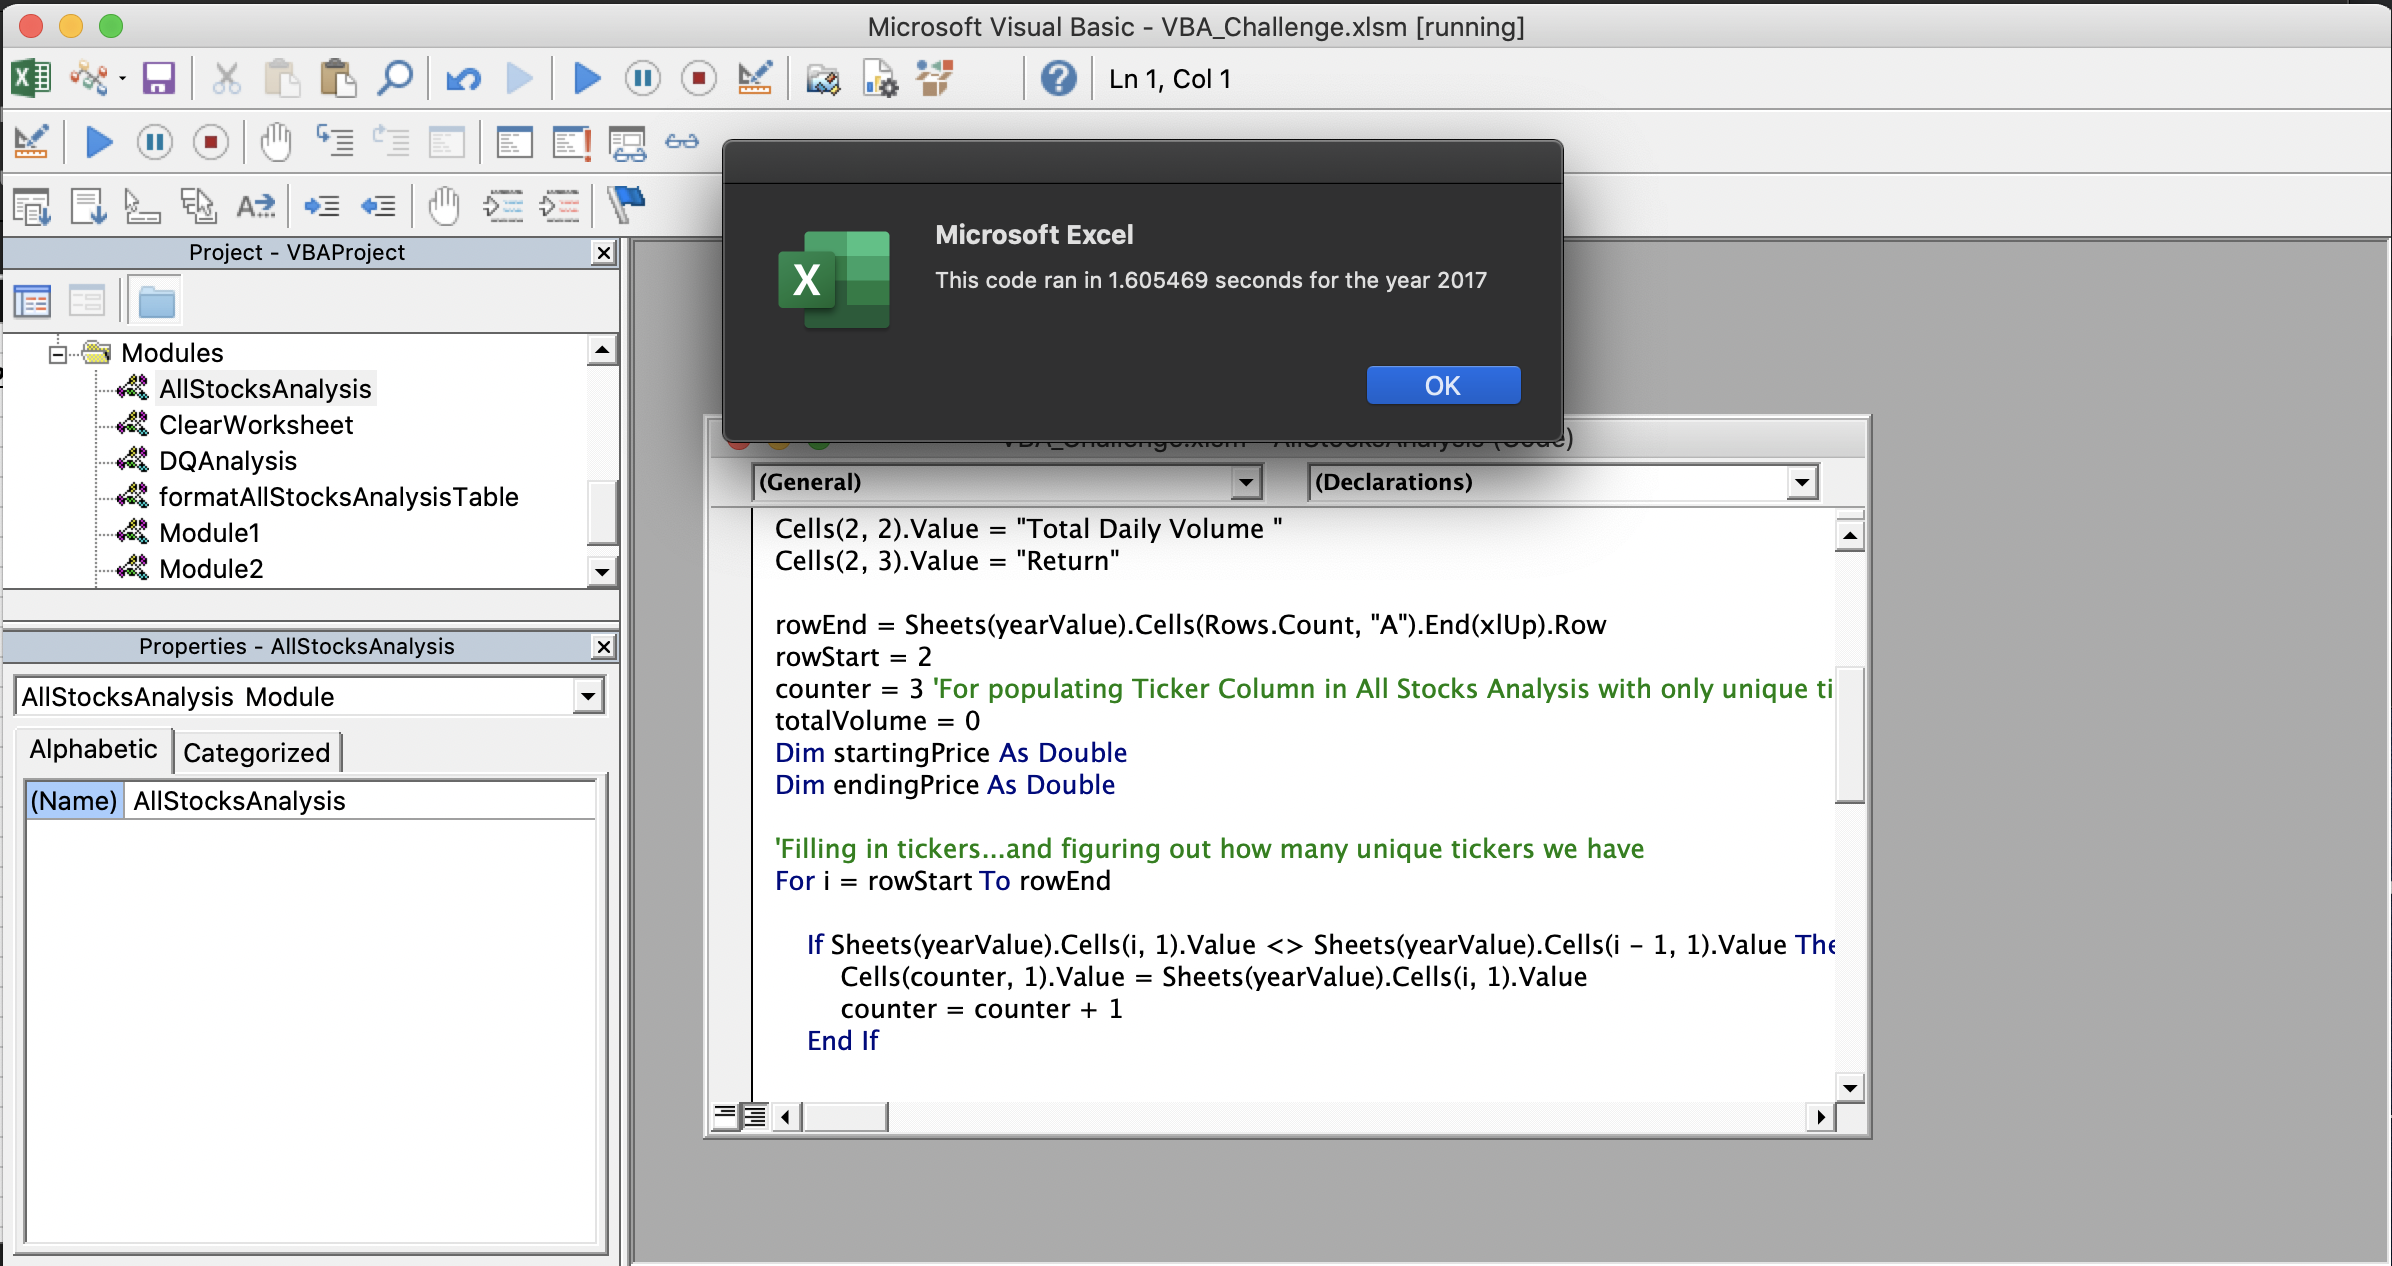 Microsoft Visual Basic - VBA_Challenge.xlsm [running]
Ln 1, Col 1
Project - VBAProject
Modules
AllStocksAnalysis
ClearWorksheet
DQAnalysis
formatAllStocksAnalysisTable
Module1
Module2
Properties - AllStocksAnalysis
AllStocksAnalysis Module
Alphabetic
Categorized
(Name) AllStocksAnalysis
Microsoft Excel
This code ran in 1.605469 seconds for the year 2017
OK
VBA_Challenge.xlsm - AllStocksAnalysis (Code)
(General)
(Declarations)
Cells(2, 2).Value = "Total Daily Volume "
Cells(2, 3).Value = "Return"
rowEnd = Sheets(yearValue).Cells(Rows.Count, "A").End(xlUp).Row
rowStart = 2
counter = 3 'For populating Ticker Column in All Stocks Analysis with only unique ti
totalVolume = 0
Dim startingPrice As Double
Dim endingPrice As Double
'Filling in tickers...and figuring out how many unique tickers we have
For i = rowStart To rowEnd
If Sheets(yearValue).Cells(i, 1).Value <> Sheets(yearValue).Cells(i - 1, 1).Value The
Cells(counter, 1).Value = Sheets(yearValue).Cells(i, 1).Value
counter = counter + 1
End If